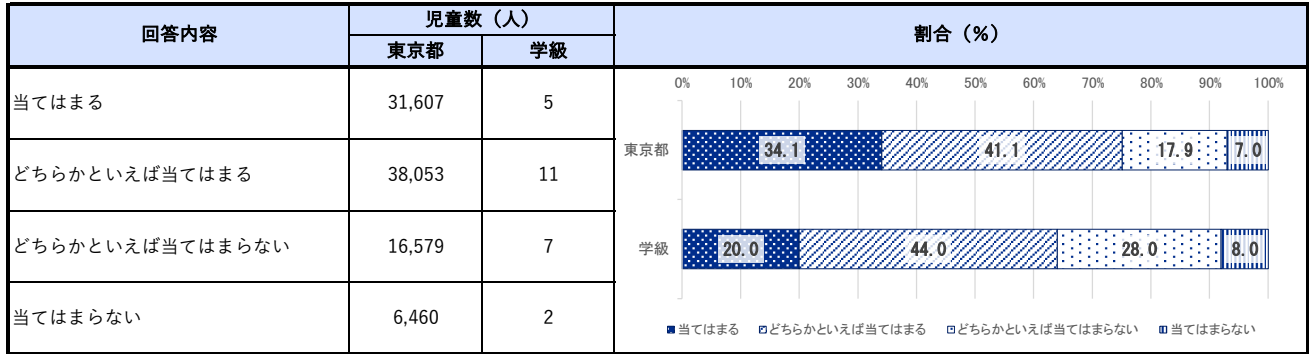 回答内容
児童数（人）
東京都
学級
割合（%）
当てはまる
31,607
5
どちらかといえば当てはまる
38,053
11
どちらかといえば当てはまらない
16,579
7
当てはまらない
6,460
2
0% 10% 20% 30% 40% 50% 60% 70% 80% 90% 100%
東京都 34.1 41.1 17.9 7.0
学級 20.0 44.0 28.0 8.0
当てはまる どちらかといえば当てはまる どちらかといえば当てはまらない 当てはまらない